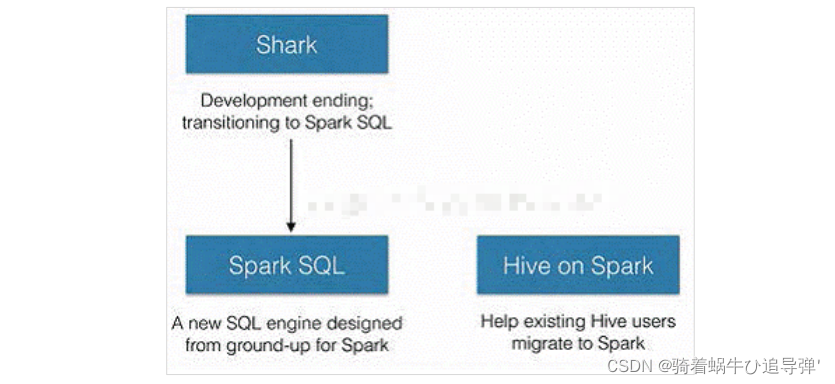 Shark
Development ending;
transitioning to Spark SQL
Spark SQL
A new SQL engine designed
from ground-up for Spark
Hive on Spark
Help existing Hive users
migrate to Spark
CSDN @骑着蜗牛ひ追导弹'